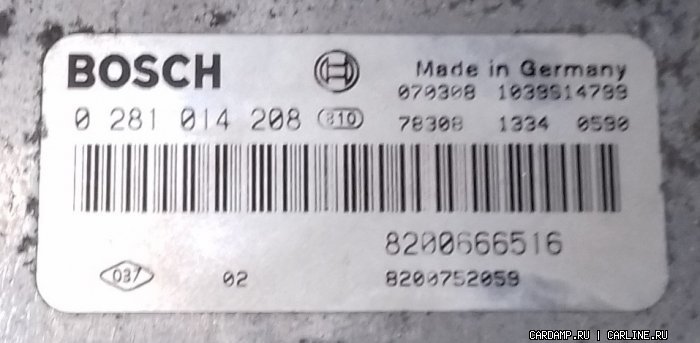 BOSCH
Made in Germany
070308 1039S14799
0 281 014 208 810
78308 1334 0590
8200666516
037 02 8200752059
CARDAMP.RU | CARLINE.RU